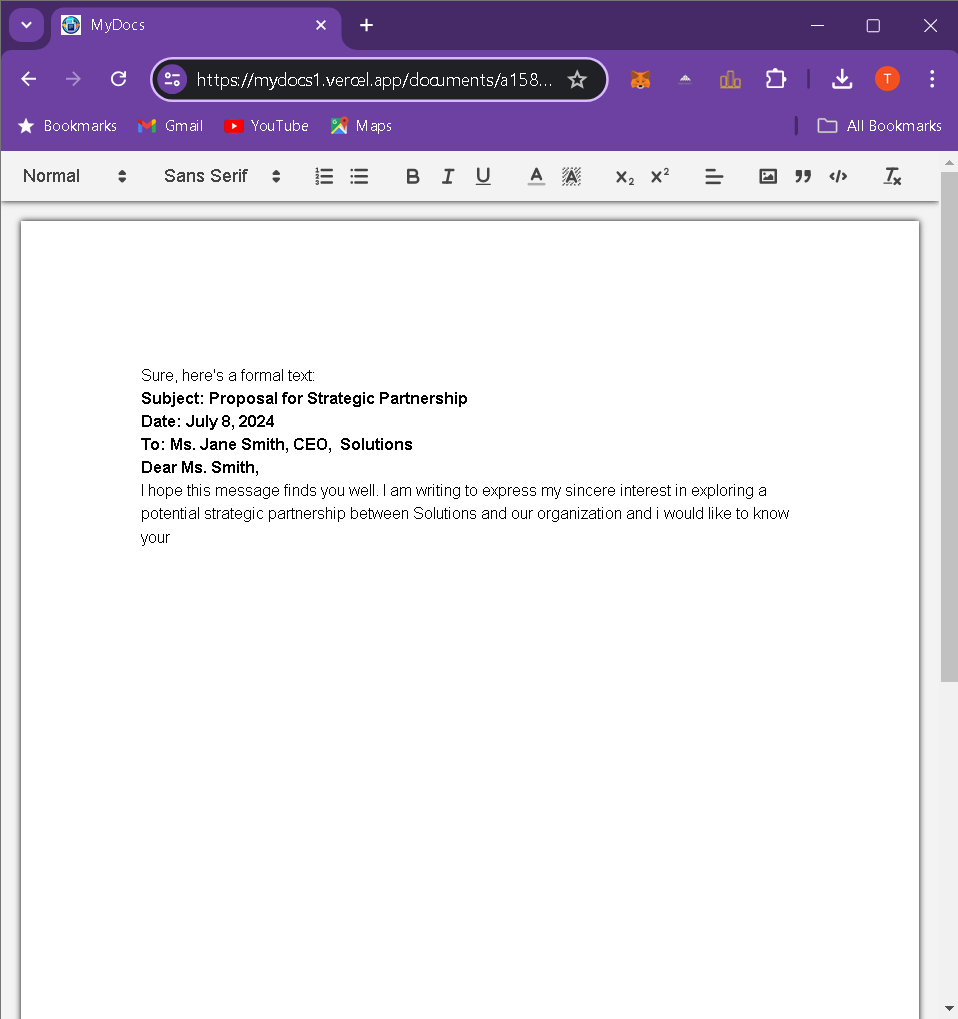 MyDocs
https://mydocs1.vercel.app/documents/a158...
T
Bookmarks
Gmail
YouTube
Maps
All Bookmarks
Normal
Sans Serif
B I U A A x₂ x² Tx
Sure, here's a formal text:
Subject: Proposal for Strategic Partnership
Date: July 8, 2024
To: Ms. Jane Smith, CEO,  Solutions
Dear Ms. Smith,
I hope this message finds you well. I am writing to express my sincere interest in exploring a
potential strategic partnership between Solutions and our organization and i would like to know
your